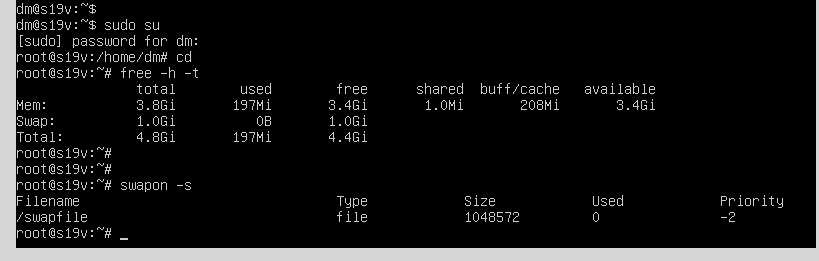 dm@s19v:~$
dm@s19v:~$ sudo su
[sudo] password for dm:
root@s19v:/home/dm# cd
root@s19v:~# free -h -t
total used free shared buff/cache available
Mem: 3.8Gi 197Mi 3.4Gi 1.0Mi 208Mi 3.4Gi
Swap: 1.0Gi 0B 1.0Gi
Total: 4.8Gi 197Mi 4.4Gi
root@s19v:~#
root@s19v:~#
root@s19v:~# swapon -s
Filename Type Size Used Priority
/swapfile file 1048572 0 -2
root@s19v:~# _